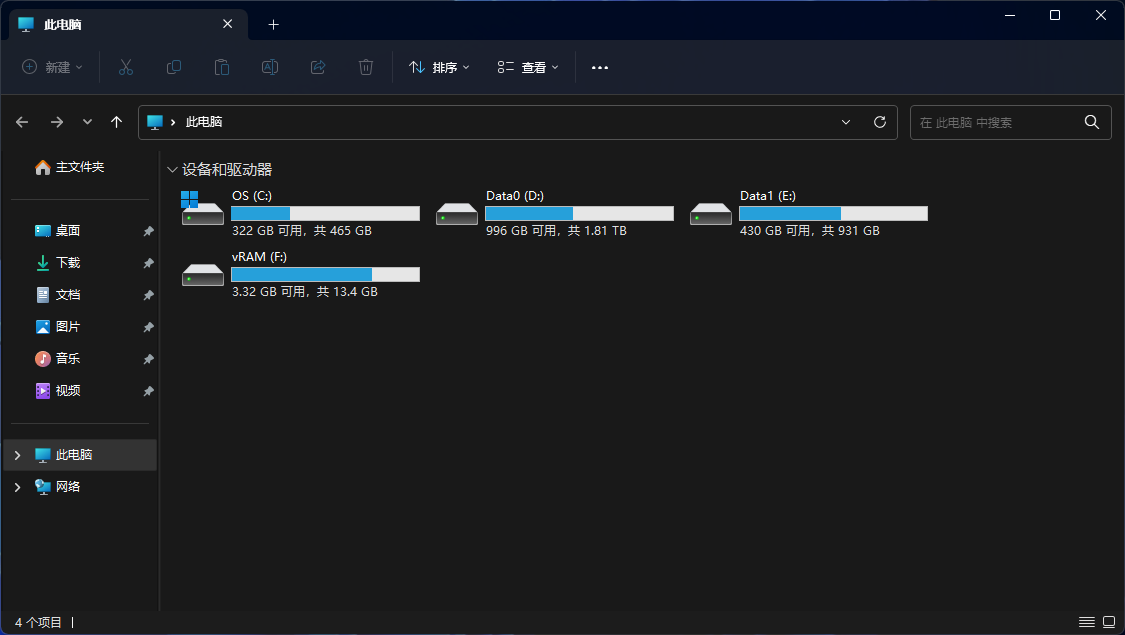 此电脑
新建
排序
查看
此电脑
在 此电脑 中搜索
主文件夹
桌面
下载
文档
图片
音乐
视频
此电脑
网络
设备和驱动器
OS (C:)
322 GB 可用，共 465 GB
Data0 (D:)
996 GB 可用，共 1.81 TB
Data1 (E:)
430 GB 可用，共 931 GB
vRAM (F:)
3.32 GB 可用，共 13.4 GB
4 个项目